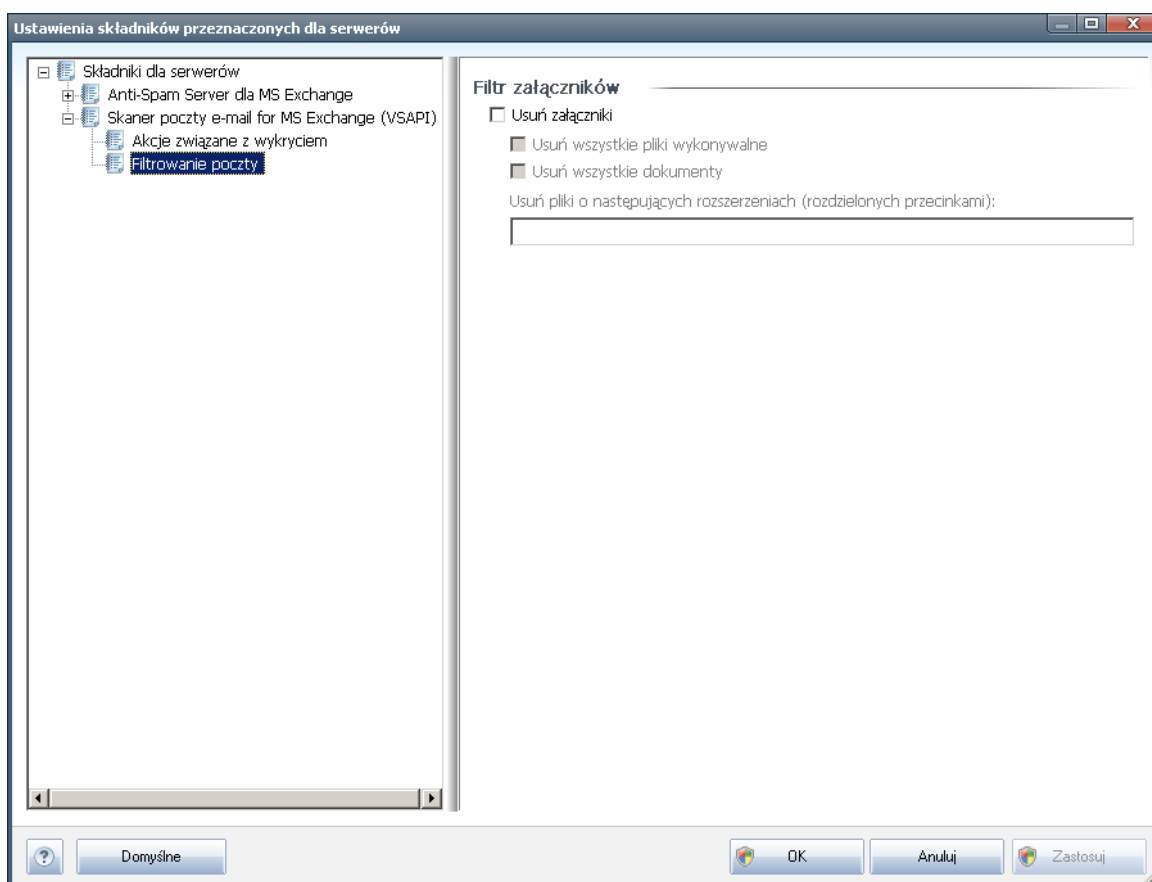 Ustawienia składników przeznaczonych dla serwerów
Składniki dla serwerów
Anti-Spam Server dla MS Exchange
Skaner poczty e-mail for MS Exchange (VSAPI)
Akcje związane z wykryciem
Filtrowanie poczty
Filtr załączników
Usuń załączniki
Usuń wszystkie pliki wykonywalne
Usuń wszystkie dokumenty
Usuń pliki o następujących rozszerzeniach (rozdzielonych przecinkami):
? Domyślne OK Anuluj Zastosuj